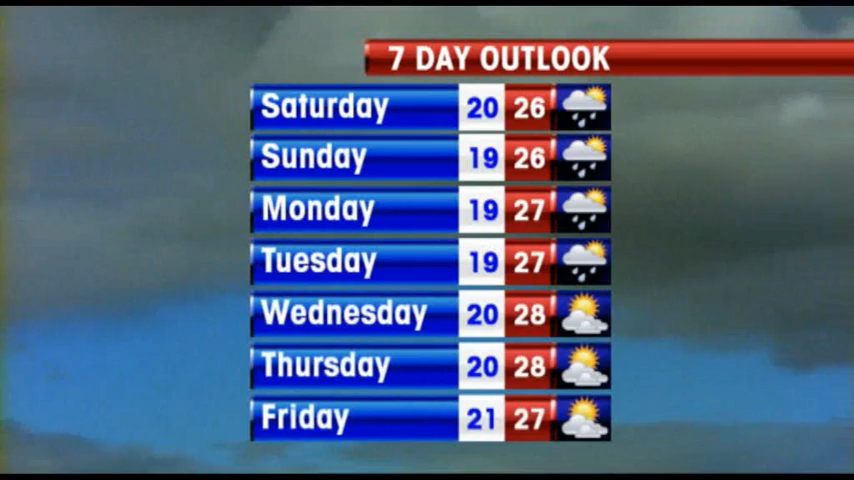 7 DAY OUTLOOK
Saturday 20 26
Sunday 19 26
Monday 19 27
Tuesday 19 27
Wednesday 20 28
Thursday 20 28
Friday 21 27